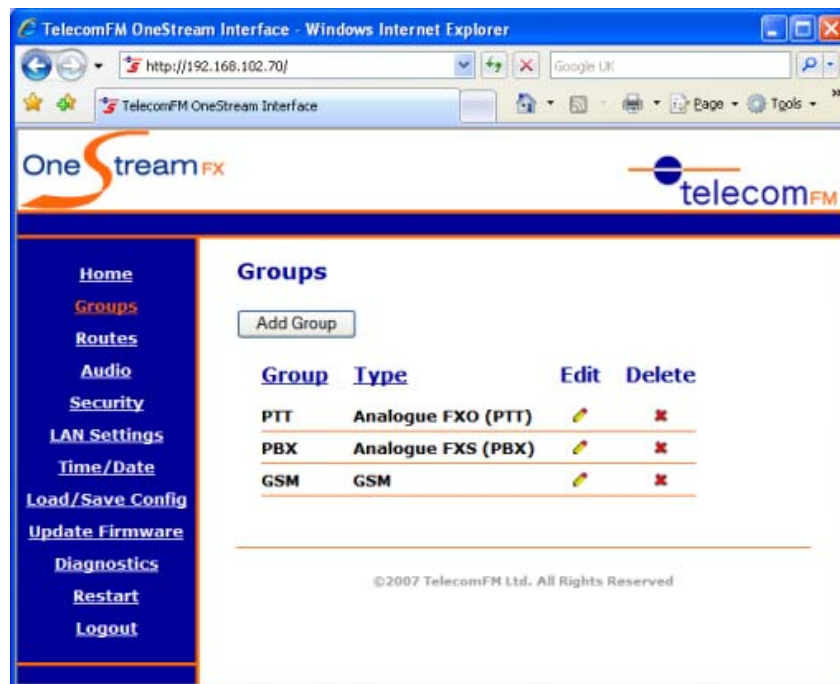 TelecomFM OneStream Interface - Windows Internet Explorer
http://192.168.102.70/
Google UK
TelecomFM OneStream Interface
Page
Tools
OneStream FX
telecomFM
Home
Groups
Routes
Audio
Security
LAN Settings
Time/Date
Load/Save Config
Update Firmware
Diagnostics
Restart
Logout
Groups
Add Group
Group Type Edit Delete
PTT Analogue FXO (PTT)
PBX Analogue FXS (PBX)
GSM GSM
©2007 TelecomFM Ltd. All Rights Reserved